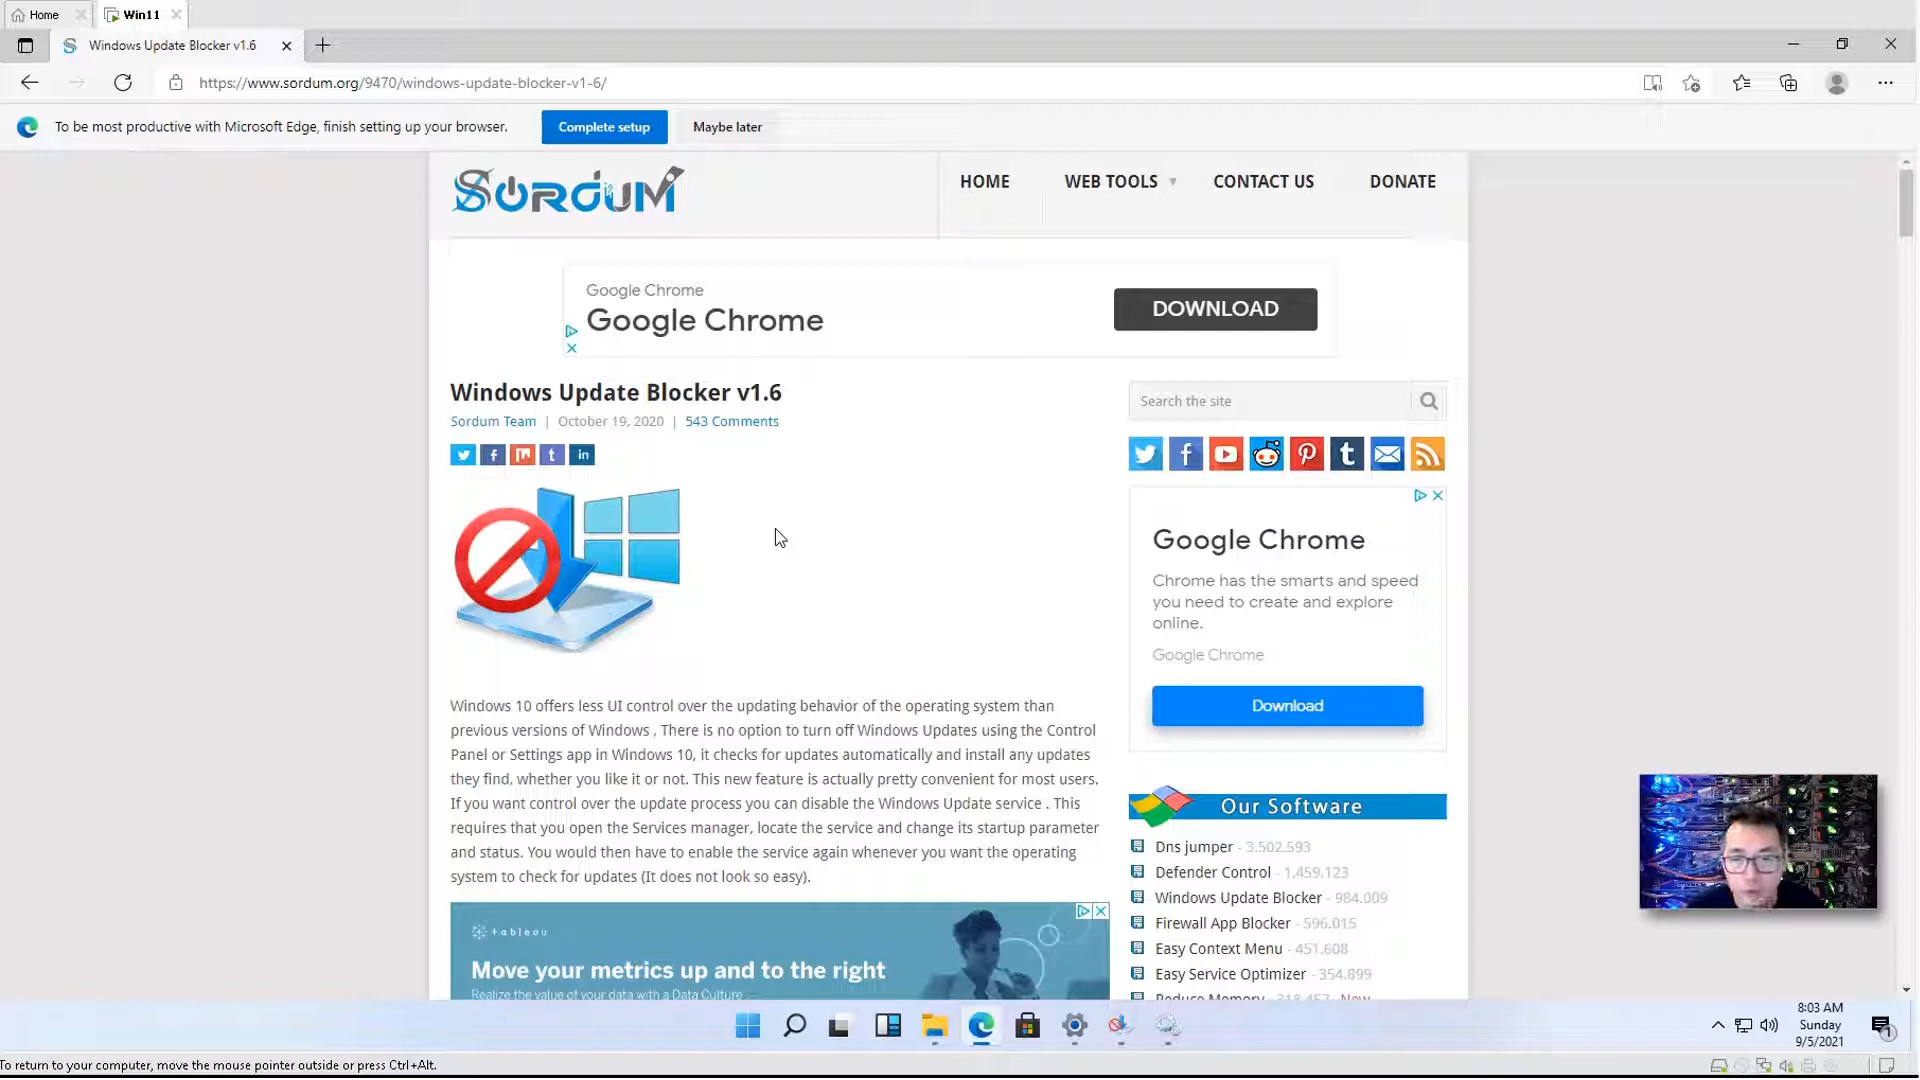 Home
Win11
Windows Update Blocker v1.6
https://www.sordum.org/9470/windows-update-blocker-v1-6/
To be most productive with Microsoft Edge, finish setting up your browser.
Complete setup
Maybe later
SORDUM
HOME
WEB TOOLS
CONTACT US
DONATE
Google Chrome
Google Chrome
DOWNLOAD
Windows Update Blocker v1.6
Sordum Team | October 19, 2020 | 543 Comments
Search the site
Windows 10 offers less UI control over the updating behavior of the operating system than
previous versions of Windows , There is no option to turn off Windows Updates using the Control
Panel or Settings app in Windows 10, it checks for updates automatically and install any updates
they find, whether you like it or not. This new feature is actually pretty convenient for most users.
If you want control over the update process you can disable the Windows Update service . This
requires that you open the Services manager, locate the service and change its startup parameter
and status. You would then have to enable the service again whenever you want the operating
system to check for updates (It does not look so easy).
+tableau
Move your metrics up and to the right
Realize the value of your data with a Data Culture
Google Chrome
Chrome has the smarts and speed
you need to create and explore
online.
Google Chrome
Download
Our Software
Dns jumper - 3.502.593
Defender Control - 1.459.123
Windows Update Blocker - 984.009
Firewall App Blocker - 596.015
Easy Context Menu - 451.608
Easy Service Optimizer - 354.899
Reduce Memory - 318.457 - New
8:03 AM
Sunday
9/5/2021
1
To return to your computer, move the mouse pointer outside or press Ctrl+Alt.